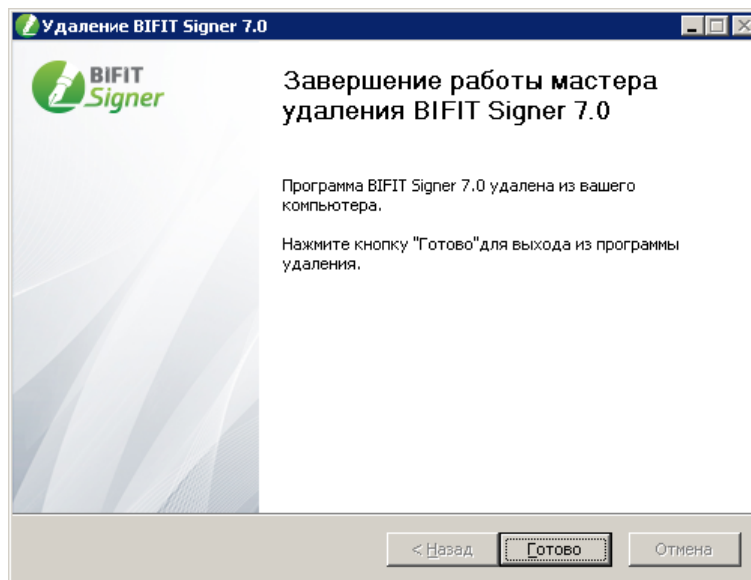 Удаление BIFIT Signer 7.0
BIFIT
Signer
Завершение работы мастера
удаления BIFIT Signer 7.0
Программа BIFIT Signer 7.0 удалена из вашего
компьютера.
Нажмите кнопку "Готово"для выхода из программы
удаления.
< Назад
Готово
Отмена